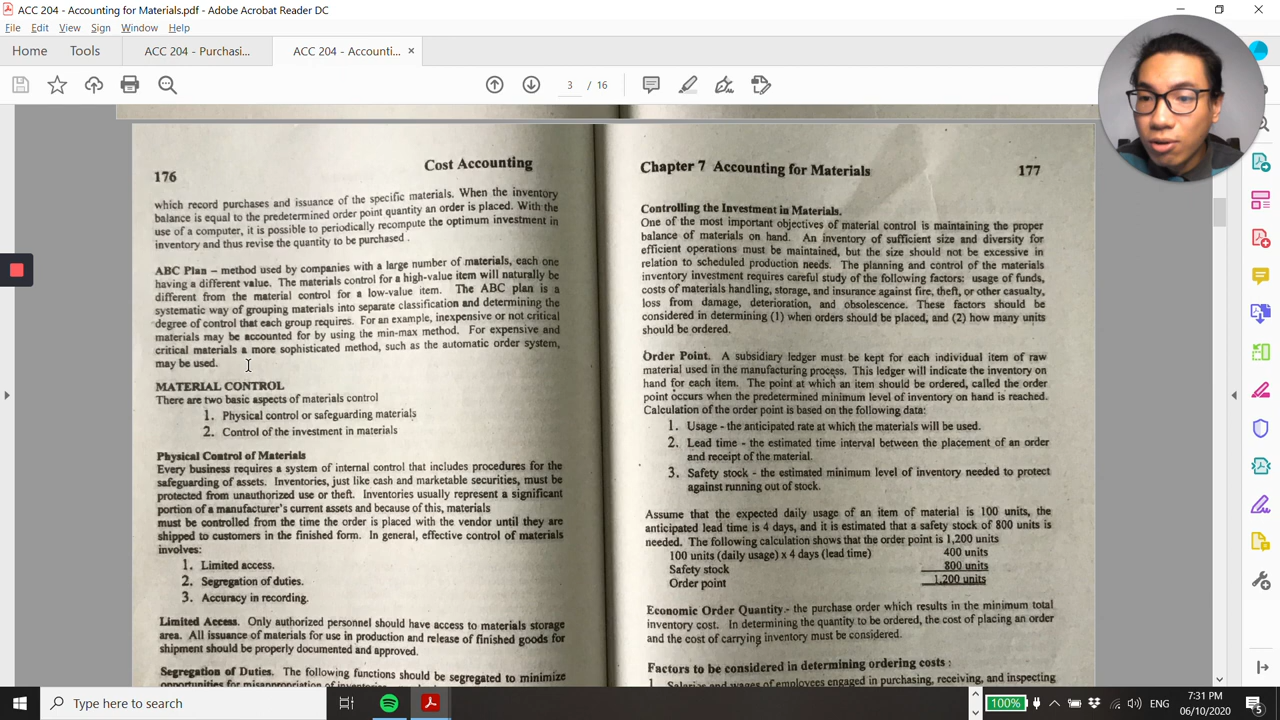 ACC 204 - Accounting for Materials.pdf - Adobe Acrobat Reader DC
File Edit View Sign Window Help
Home Tools ACC 204 - Purchasi... ACC 204 - Accounti... ×
3 / 16
176 Cost Accounting
which record purchases and issuance of the specific materials. When the inventory
balance is equal to the predetermined order point quantity an order is placed. With the
use of a computer, it is possible to periodically recompute the optimum investment in
inventory and thus revise the quantity to be purchased .
ABC Plan – method used by companies with a large number of materials, each one
having a different value. The materials control for a high-value item will naturally be
different from the material control for a low-value item. The ABC plan is a
systematic way of grouping materials into separate classification and determining the
degree of control that each group requires. For an example, inexpensive or not critical
materials may be accounted for by using the min-max method. For expensive and
critical materials a more sophisticated method, such as the automatic order system,
may be used.
MATERIAL CONTROL
There are two basic aspects of materials control
1. Physical control or safeguarding materials
2. Control of the investment in materials
Physical Control of Materials
Every business requires a system of internal control that includes procedures for the
safeguarding of assets. Inventories, just like cash and marketable securities, must be
protected from unauthorized use or theft. Inventories usually represent a significant
portion of a manufacturer's current assets and because of this, materials
must be controlled from the time the order is placed with the vendor until they are
shipped to customers in the finished form. In general, effective control of materials
involves:
1. Limited access.
2. Segregation of duties.
3. Accuracy in recording.
Limited Access. Only authorized personnel should have access to materials storage
area. All issuance of materials for use in production and release of finished goods for
shipment should be properly documented and approved.
Segregation of Duties. The following functions should be segregated to minimize
opportunities for misappropriation of
Chapter 7 Accounting for Materials 177
Controlling the Investment in Materials.
One of the most important objectives of material control is maintaining the proper
balance of materials on hand. An inventory of sufficient size and diversity for
efficient operations must be maintained, but the size should not be excessive in
relation to scheduled production needs. The planning and control of the materials
inventory investment requires careful study of the following factors: usage of funds,
costs of materials handling, storage, and insurance against fire, theft, or other casualty,
loss from damage, deterioration, and obsolescence. These factors should be
considered in determining (1) when orders should be placed, and (2) how many units
should be ordered.
Order Point. A subsidiary ledger must be kept for each individual item of raw
material used in the manufacturing process. This ledger will indicate the inventory on
hand for each item. The point at which an item should be ordered, called the order
point occurs when the predetermined minimum level of inventory on hand is reached.
Calculation of the order point is based on the following data:
1. Usage - the anticipated rate at which the materials will be used.
2. Lead time - the estimated time interval between the placement of an order
and receipt of the material.
3. Safety stock - the estimated minimum level of inventory needed to protect
against running out of stock.
Assume that the expected daily usage of an item of material is 100 units, the
anticipated lead time is 4 days, and it is estimated that a safety stock of 800 units is
needed. The following calculation shows that the order point is 1,200 units
100 units (daily usage) x 4 days (lead time) 400 units
Safety stock 800 units
Order point 1,200 units
Economic Order Quantity.- the purchase order which results in the minimum total
inventory cost. In determining the quantity to be ordered, the cost of placing an order
and the cost of carrying inventory must be considered.
Factors to be considered in determining ordering costs :
1. Salaries and wages of employees engaged in purchasing, receiving, and inspecting
Type here to search
100%
ENG
7:31 PM
06/10/2020
5